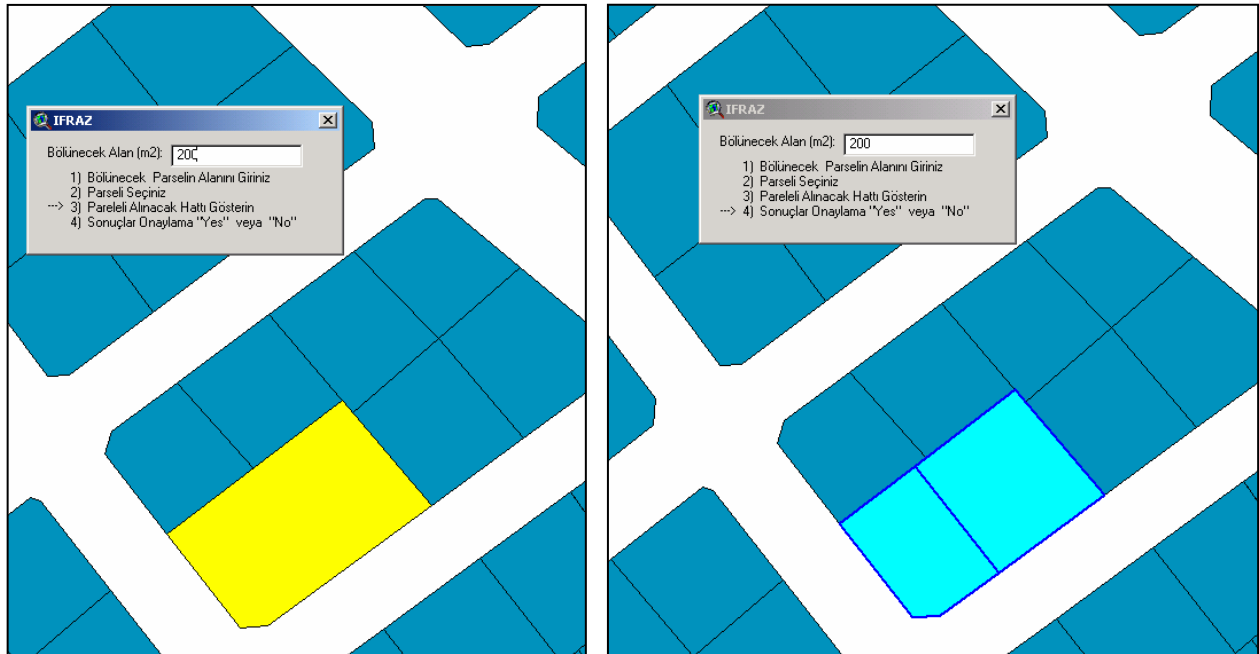 IFRAZ
Bölünecek Alan (m2): 200
1) Bölünecek Parselin Alanını Giriniz
2) Parseli Seçiniz
---> 3) Pareleli Alınacak Hattı Gösterin
4) Sonuçlar Onaylama "Yes" veya "No"
IFRAZ
Bölünecek Alan (m2): 200
1) Bölünecek Parselin Alanını Giriniz
2) Parseli Seçiniz
3) Pareleli Alınacak Hattı Gösterin
---> 4) Sonuçlar Onaylama "Yes" veya "No"